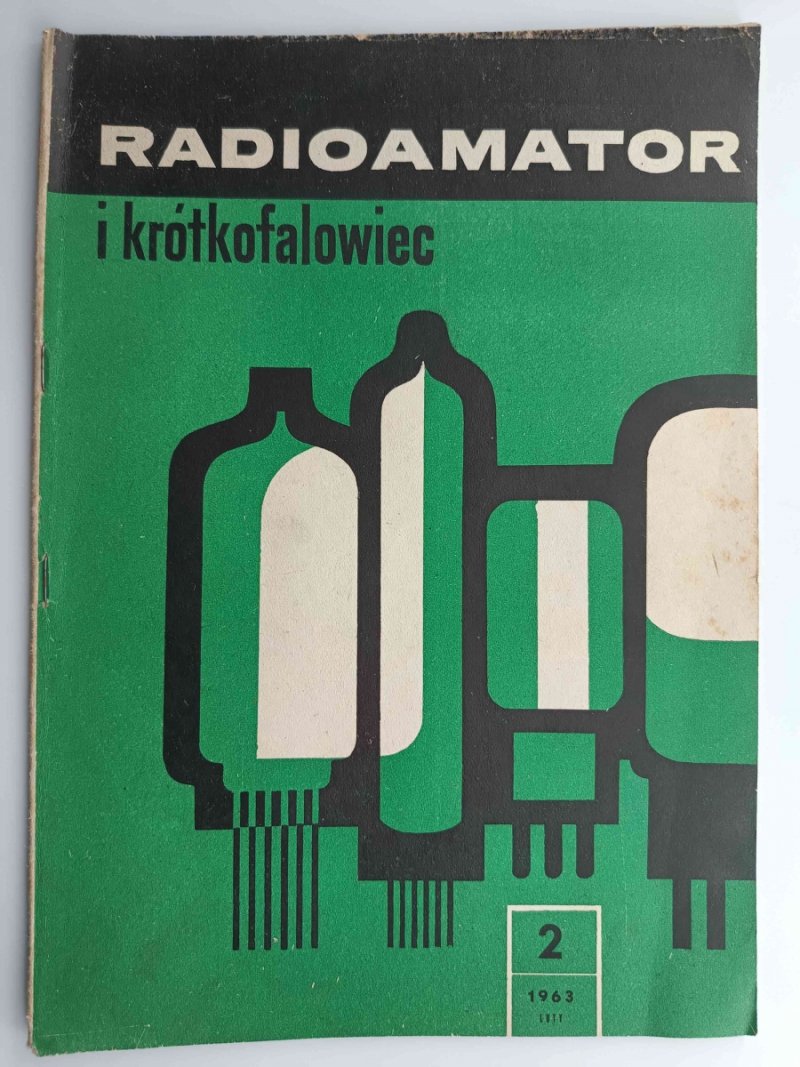 RADIOAMATOR
i krótkofalowiec
2
1963
LUTY